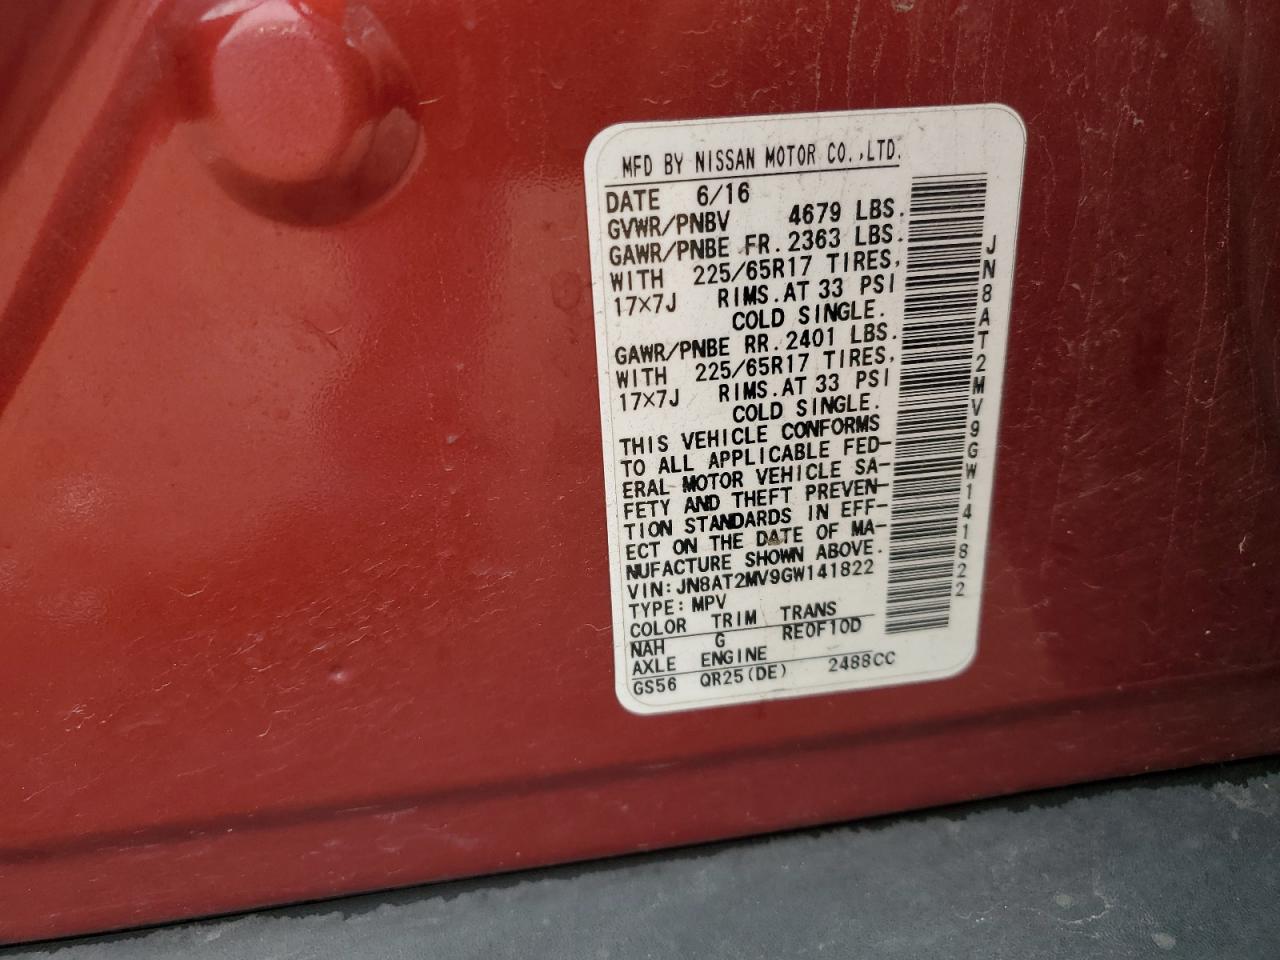 MFD BY NISSAN MOTOR CO.,LTD.
DATE 6/16
GVWR/PNBV 4679 LBS.
GAWR/PNBE FR. 2363 LBS.
WITH 225/65R17 TIRES,
17×7J RIMS.AT 33 PSI
COLD SINGLE.
GAWR/PNBE RR. 2401 LBS.
WITH 225/65R17 TIRES,
17×7J RIMS.AT 33 PSI
COLD SINGLE.
THIS VEHICLE CONFORMS
TO ALL APPLICABLE FED-
ERAL MOTOR VEHICLE SA-
FETY AND THEFT PREVEN-
TION STANDARDS IN EFF-
ECT ON THE DATE OF MA-
NUFACTURE SHOWN ABOVE.
VIN: JN8AT2MV9GW141822
TYPE: MPV
COLOR TRIM TRANS
NAH G RE0F10D
AXLE ENGINE
GS56 QR25(DE) 2488CC
JN8AT2MV9GW141822